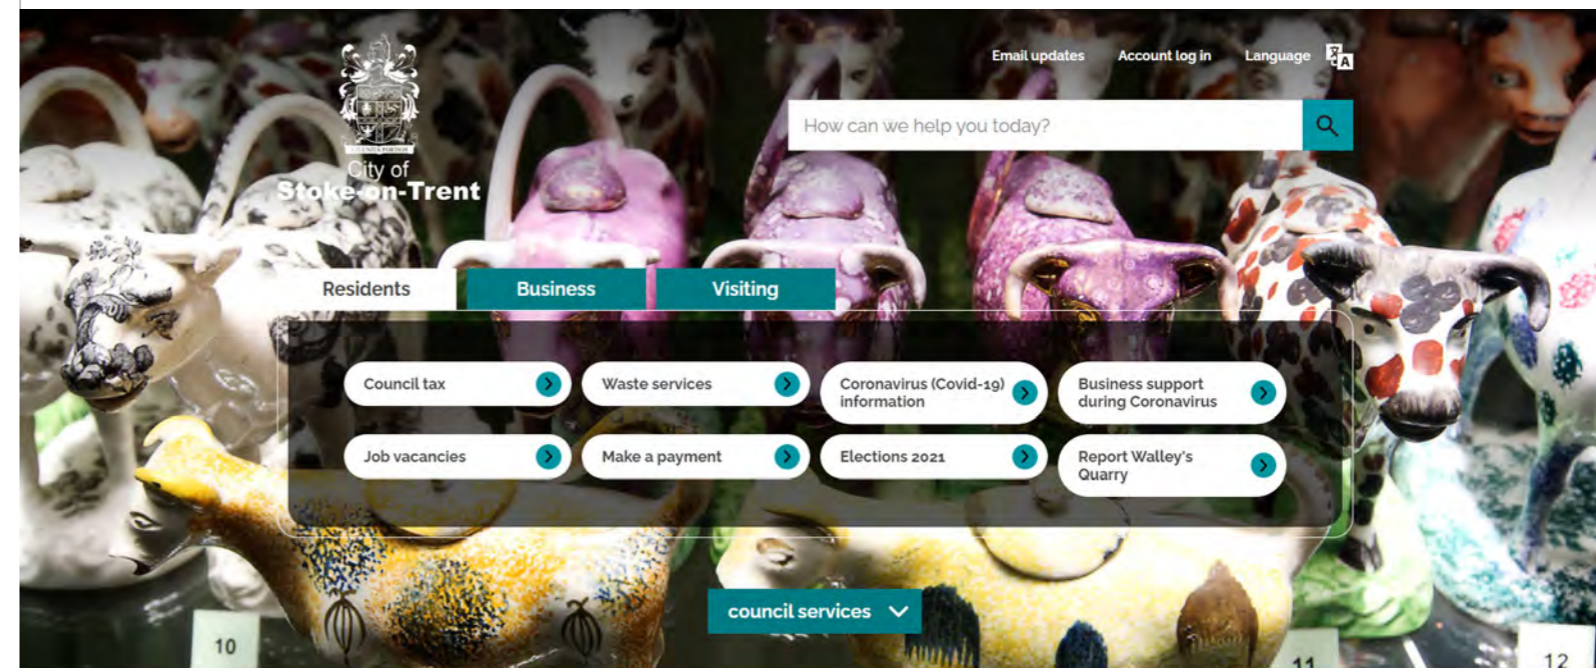 Email updates
Account log in
Language
City of
Stoke-on-Trent
How can we help you today?
Residents
Business
Visiting
Council tax
Waste services
Coronavirus (Covid-19)
information
Business support
during Coronavirus
Job vacancies
Make a payment
Elections 2021
Report Walley's
Quarry
council services
10
11
12